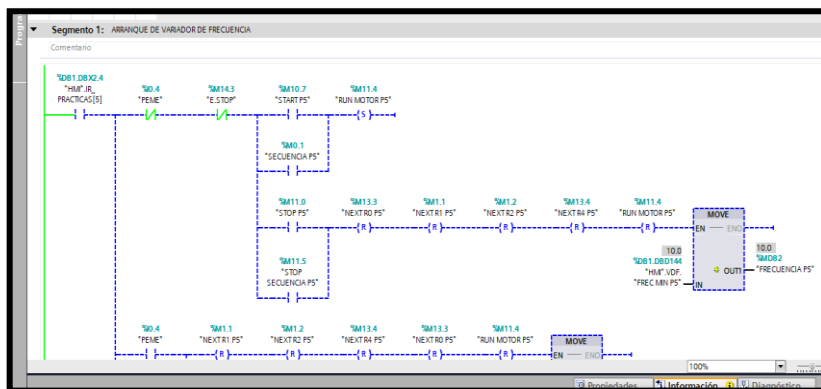 Progra
Segmento 1: ARRANQUE DE VARIADOR DE FRECUENCIA
Comentario
%DB1.DBX2.4
"HMI".IR_
PRACTICAS[5]
%I0.4
"PEME"
%M14.3
"E.STOP"
%M10.7
"START P5"
%M11.4
"RUN MOTOR P5"
S
%M0.1
"SECUENCIA P5"
%M11.0
"STOP P5"
%M13.3
"NEXT R0 P5"
R
%M1.1
"NEXT R1 P5"
R
%M1.2
"NEXT R2 P5"
R
%M13.4
"NEXT R4 P5"
R
%M11.4
"RUN MOTOR P5"
R
MOVE
EN ENO
10.0
%DB1.DBD144
"HMI".VDF.
"FREC MIN P5"
IN
OUT1
10.0
%MD82
"FRECUENCIA P5"
%M11.5
"STOP
SECUENCIA P5"
%I0.4
"PEME"
%M1.1
"NEXT R1 P5"
R
%M1.2
"NEXT R2 P5"
R
%M13.4
"NEXT R4 P5"
R
%M13.3
"NEXT R0 P5"
R
%M11.4
"RUN MOTOR P5"
R
MOVE
EN ENO
100%
Propiedades Información Diagnóstico